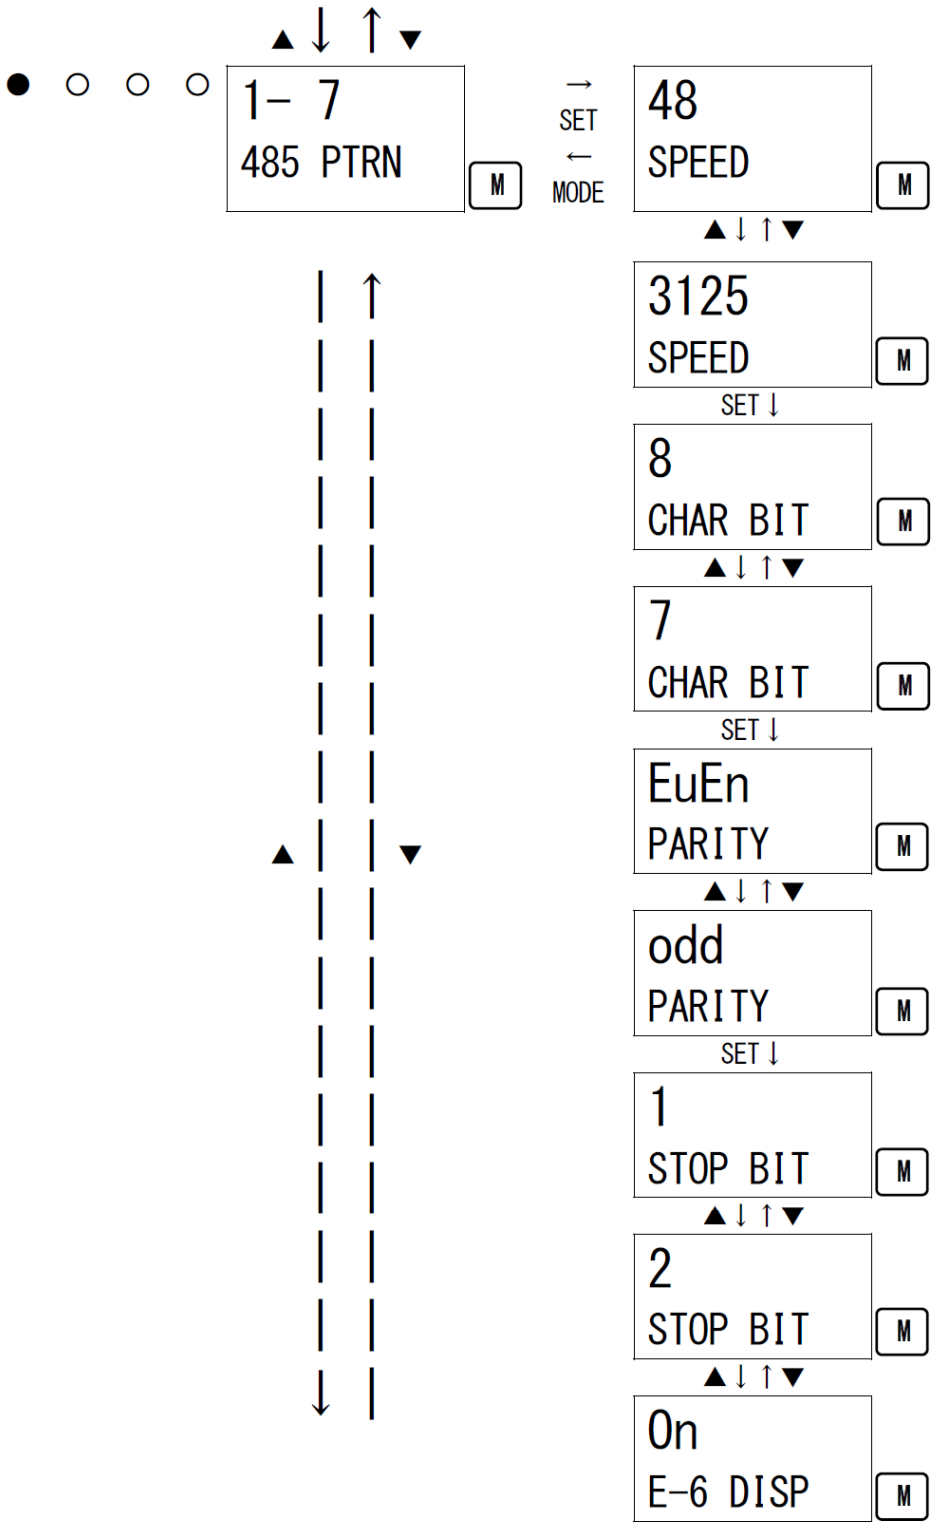 ▲ ↓ ↑ ▼
● ○ ○ ○
1- 7
485 PTRN
M
→
SET
←
MODE
48
SPEED
M
▲↓↑▼
3125
SPEED
M
SET↓
8
CHAR BIT
M
▲↓↑▼
7
CHAR BIT
M
SET↓
EuEn
PARITY
M
▲ ▼
▲↓↑▼
odd
PARITY
M
SET↓
1
STOP BIT
M
▲↓↑▼
2
STOP BIT
M
▲↓↑▼
On
E-6 DISP
M